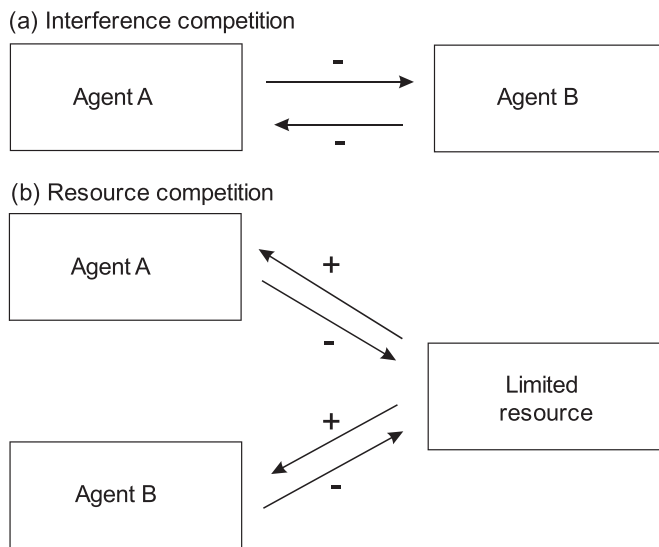 (a) Interference competition
Agent A
-
Agent B
-
(b) Resource competition
Agent A
+
-
Limited
resource
+
Agent B
-